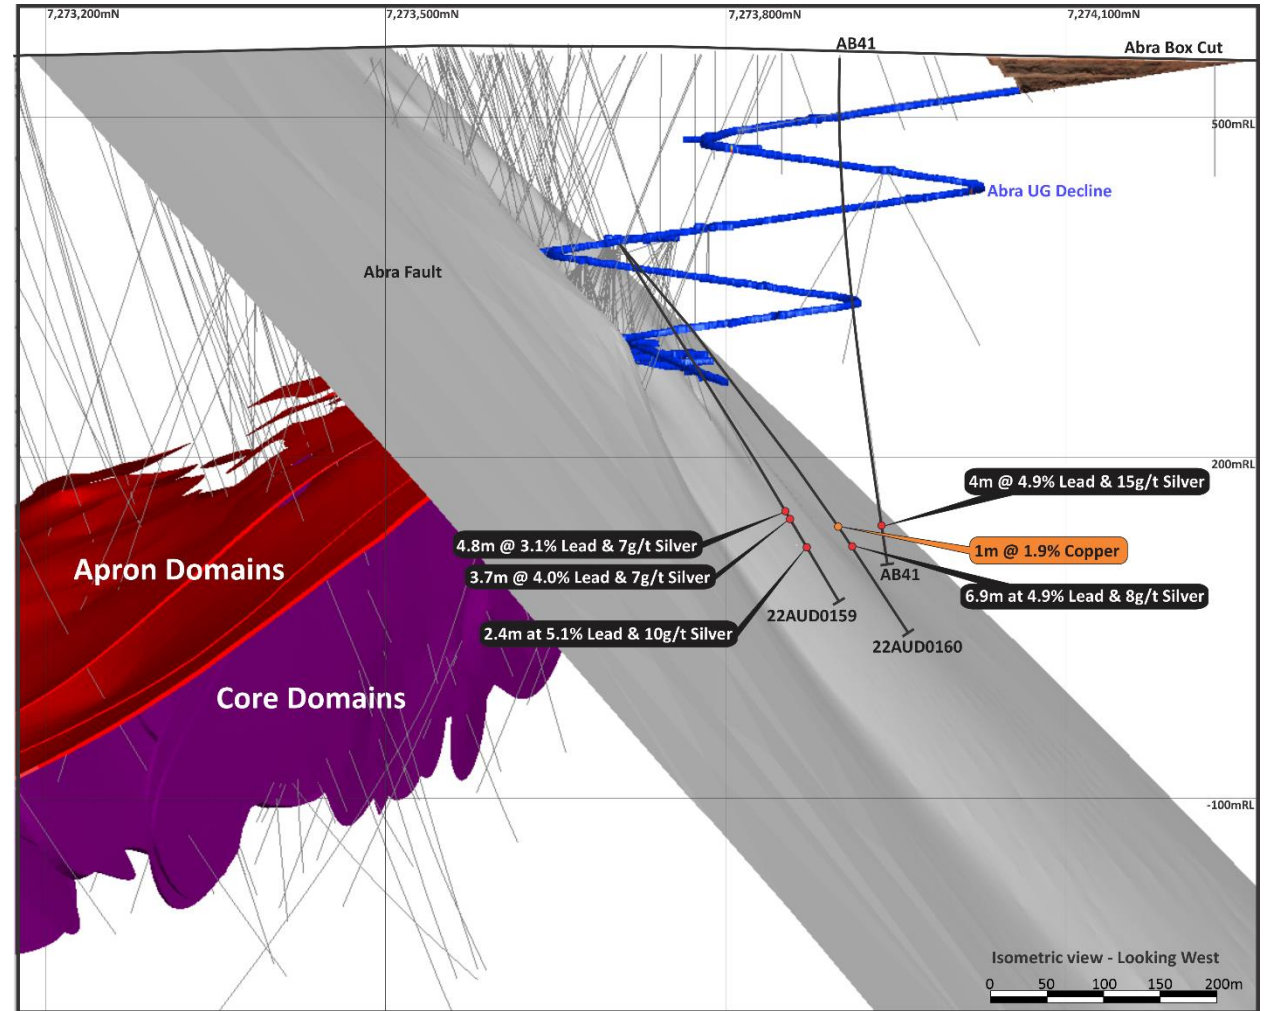 7,273,200mN
7,273,500mN
7,273,800mN
7,274,100mN
AB41
Abra Box Cut
500mRL
Abra UG Decline
Abra Fault
200mRL
4m @ 4.9% Lead & 15g/t Silver
4.8m @ 3.1% Lead & 7g/t Silver
1m @ 1.9% Copper
Apron Domains
3.7m @ 4.0% Lead & 7g/t Silver
AB41
6.9m at 4.9% Lead & 8g/t Silver
22AUD0159
2.4m at 5.1% Lead & 10g/t Silver
22AUD0160
Core Domains
-100mRL
Isometric view - Looking West
0 50 100 150 200m